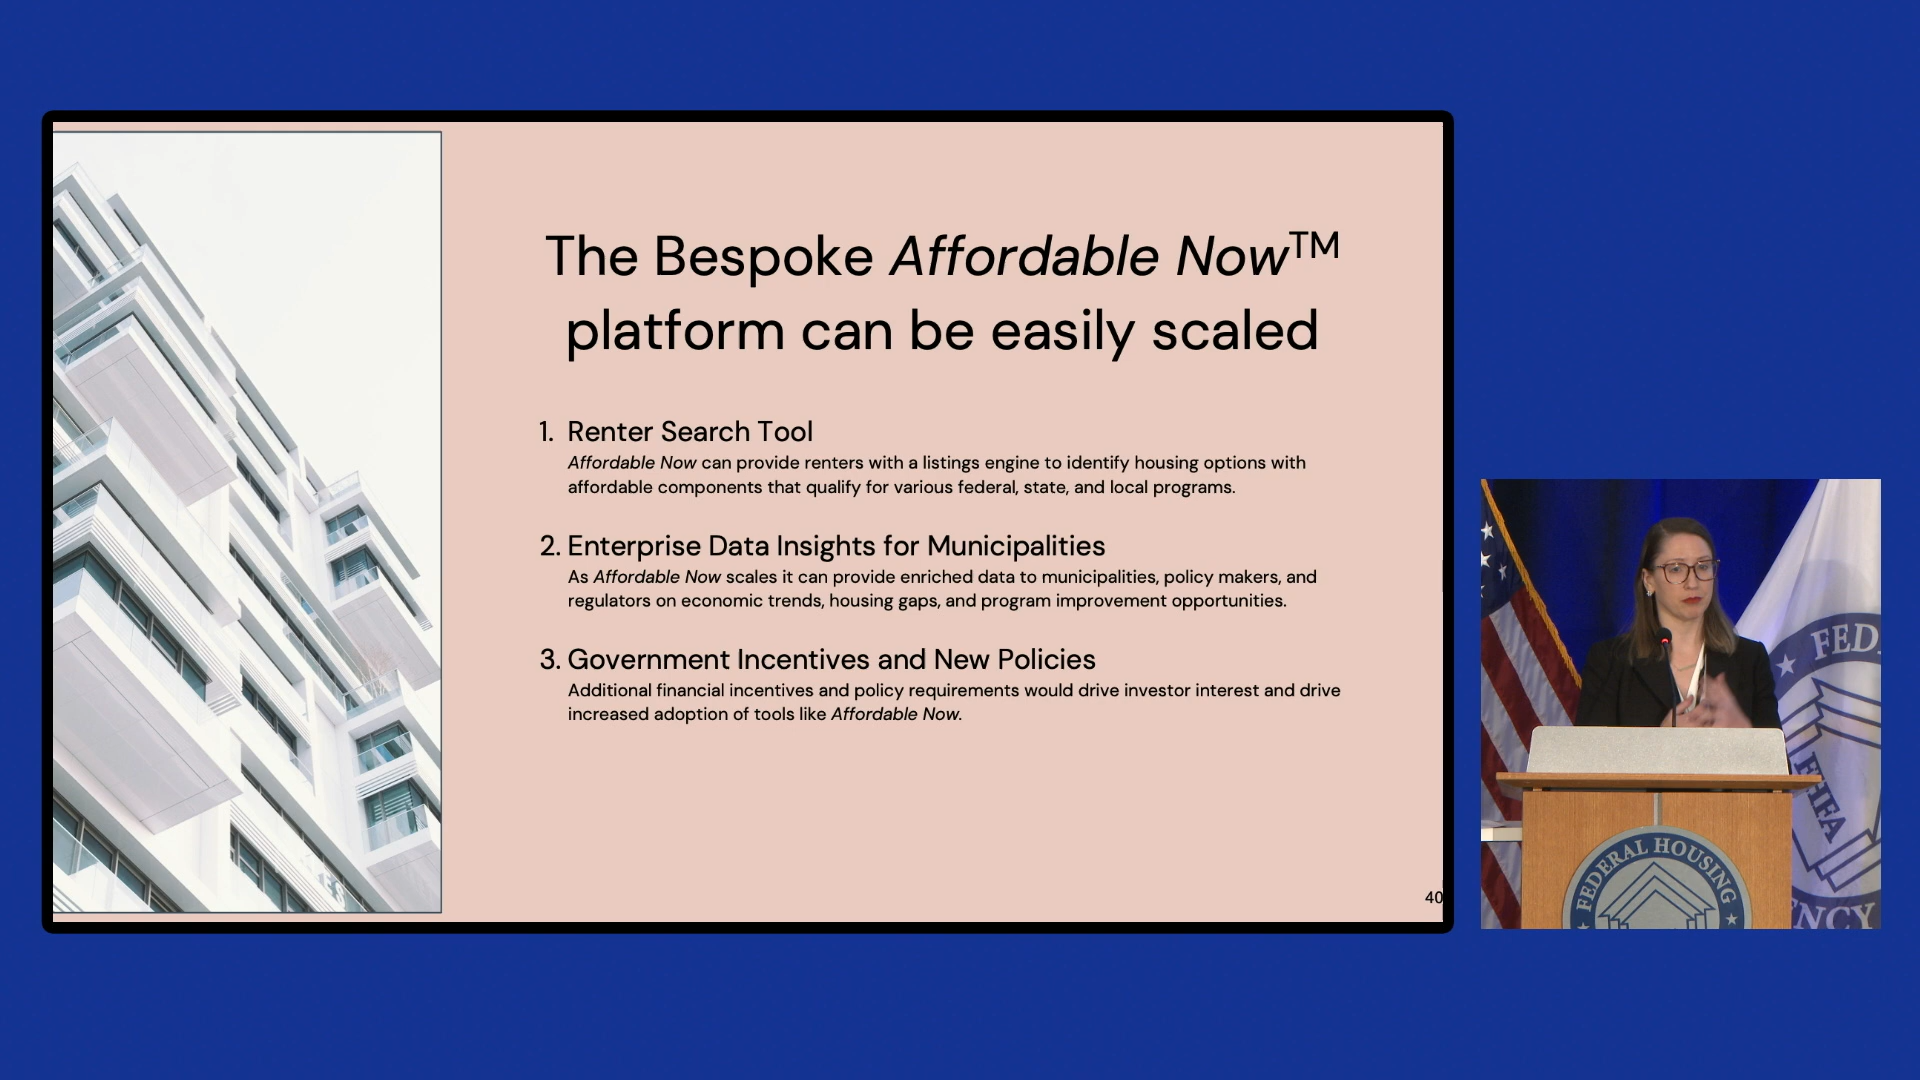 The Bespoke Affordable Now™
platform can be easily scaled
1. Renter Search Tool
Affordable Now can provide renters with a listings engine to identify housing options with
affordable components that qualify for various federal, state, and local programs.
2. Enterprise Data Insights for Municipalities
As Affordable Now scales it can provide enriched data to municipalities, policy makers, and
regulators on economic trends, housing gaps, and program improvement opportunities.
3. Government Incentives and New Policies
Additional financial incentives and policy requirements would drive investor interest and drive
increased adoption of tools like Affordable Now.
40
FED
FHFA
NCY
FEDERAL HOUSING